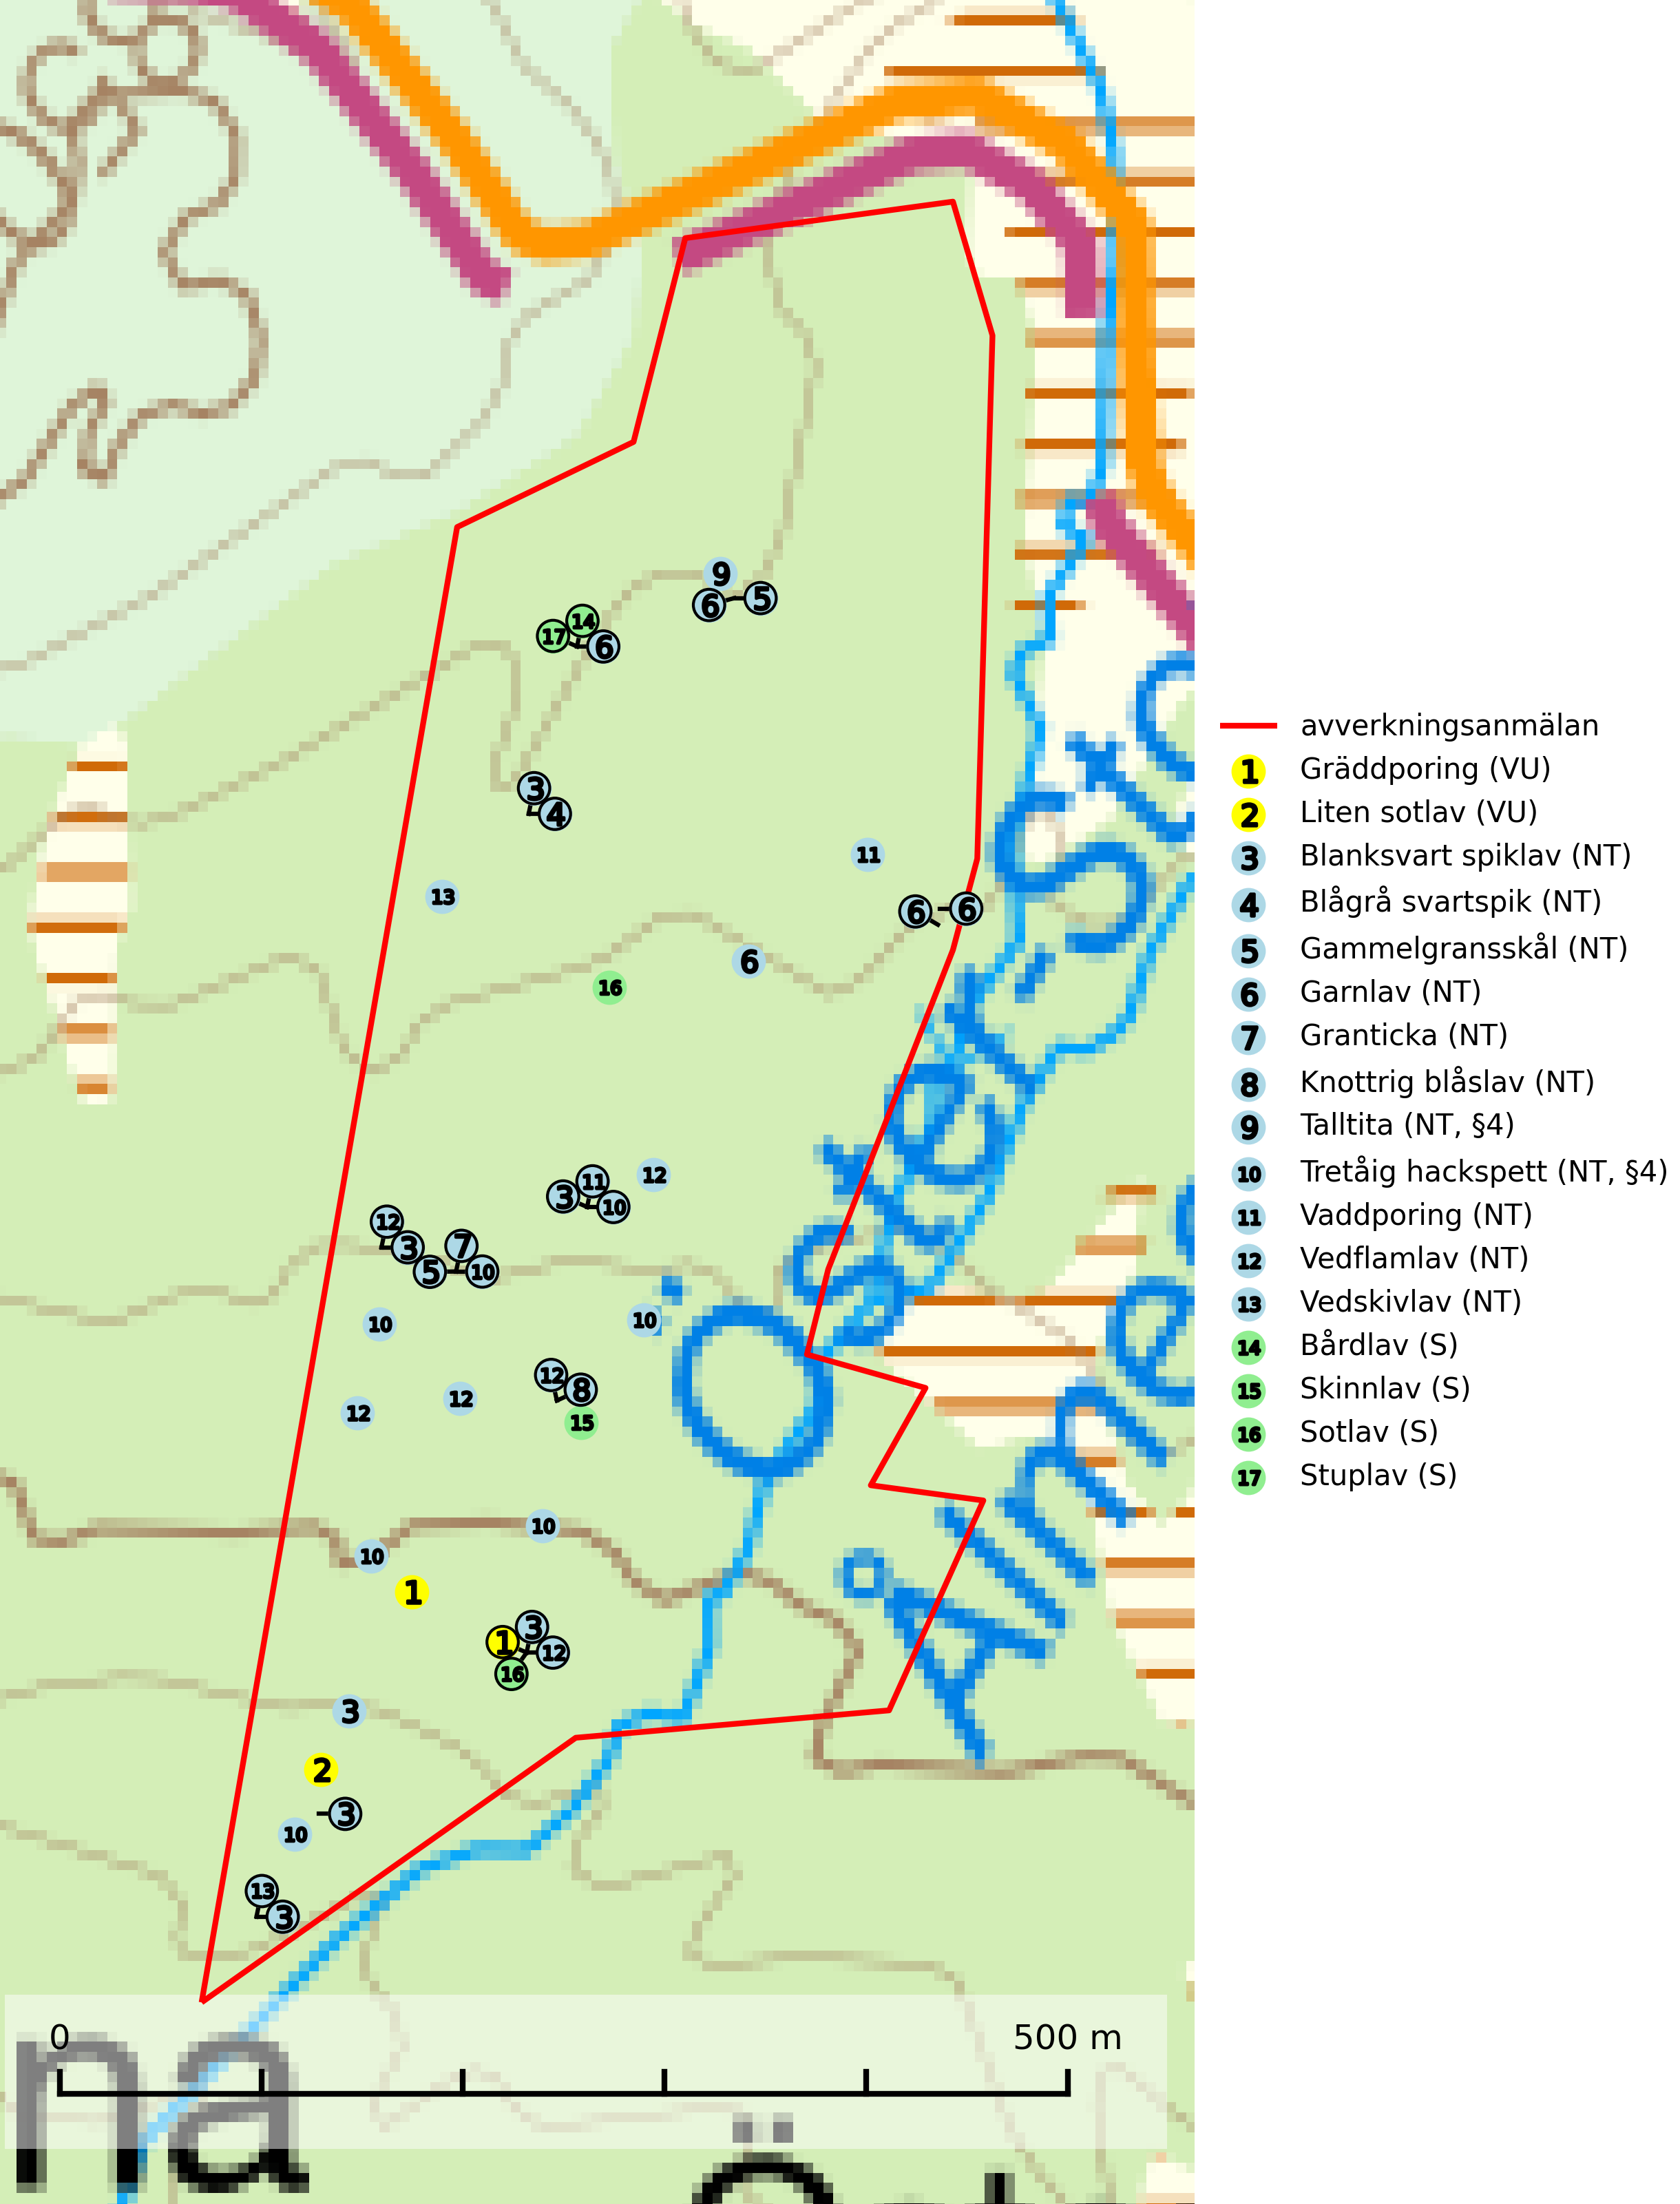 9
6 5
14
17 6
3
4
11
13
6 6
6
16
11 12
3 10
12
3 7
5 10
10 10
12 8
12 12
15
10
10
1
3
1 12
16
3
2
3
10
13
3
avverkningsanmälan
1 Gräddporing (VU)
2 Liten sotlav (VU)
3 Blanksvart spiklav (NT)
4 Blågrå svartspik (NT)
5 Gammelgransskål (NT)
6 Garnlav (NT)
7 Granticka (NT)
8 Knottrig blåslav (NT)
9 Talltita (NT, §4)
10 Tretåig hackspett (NT, §4)
11 Vaddporing (NT)
12 Vedflamlav (NT)
13 Vedskivlav (NT)
14 Bårdlav (S)
15 Skinnlav (S)
16 Sotlav (S)
17 Stuplav (S)
0 500 m
na